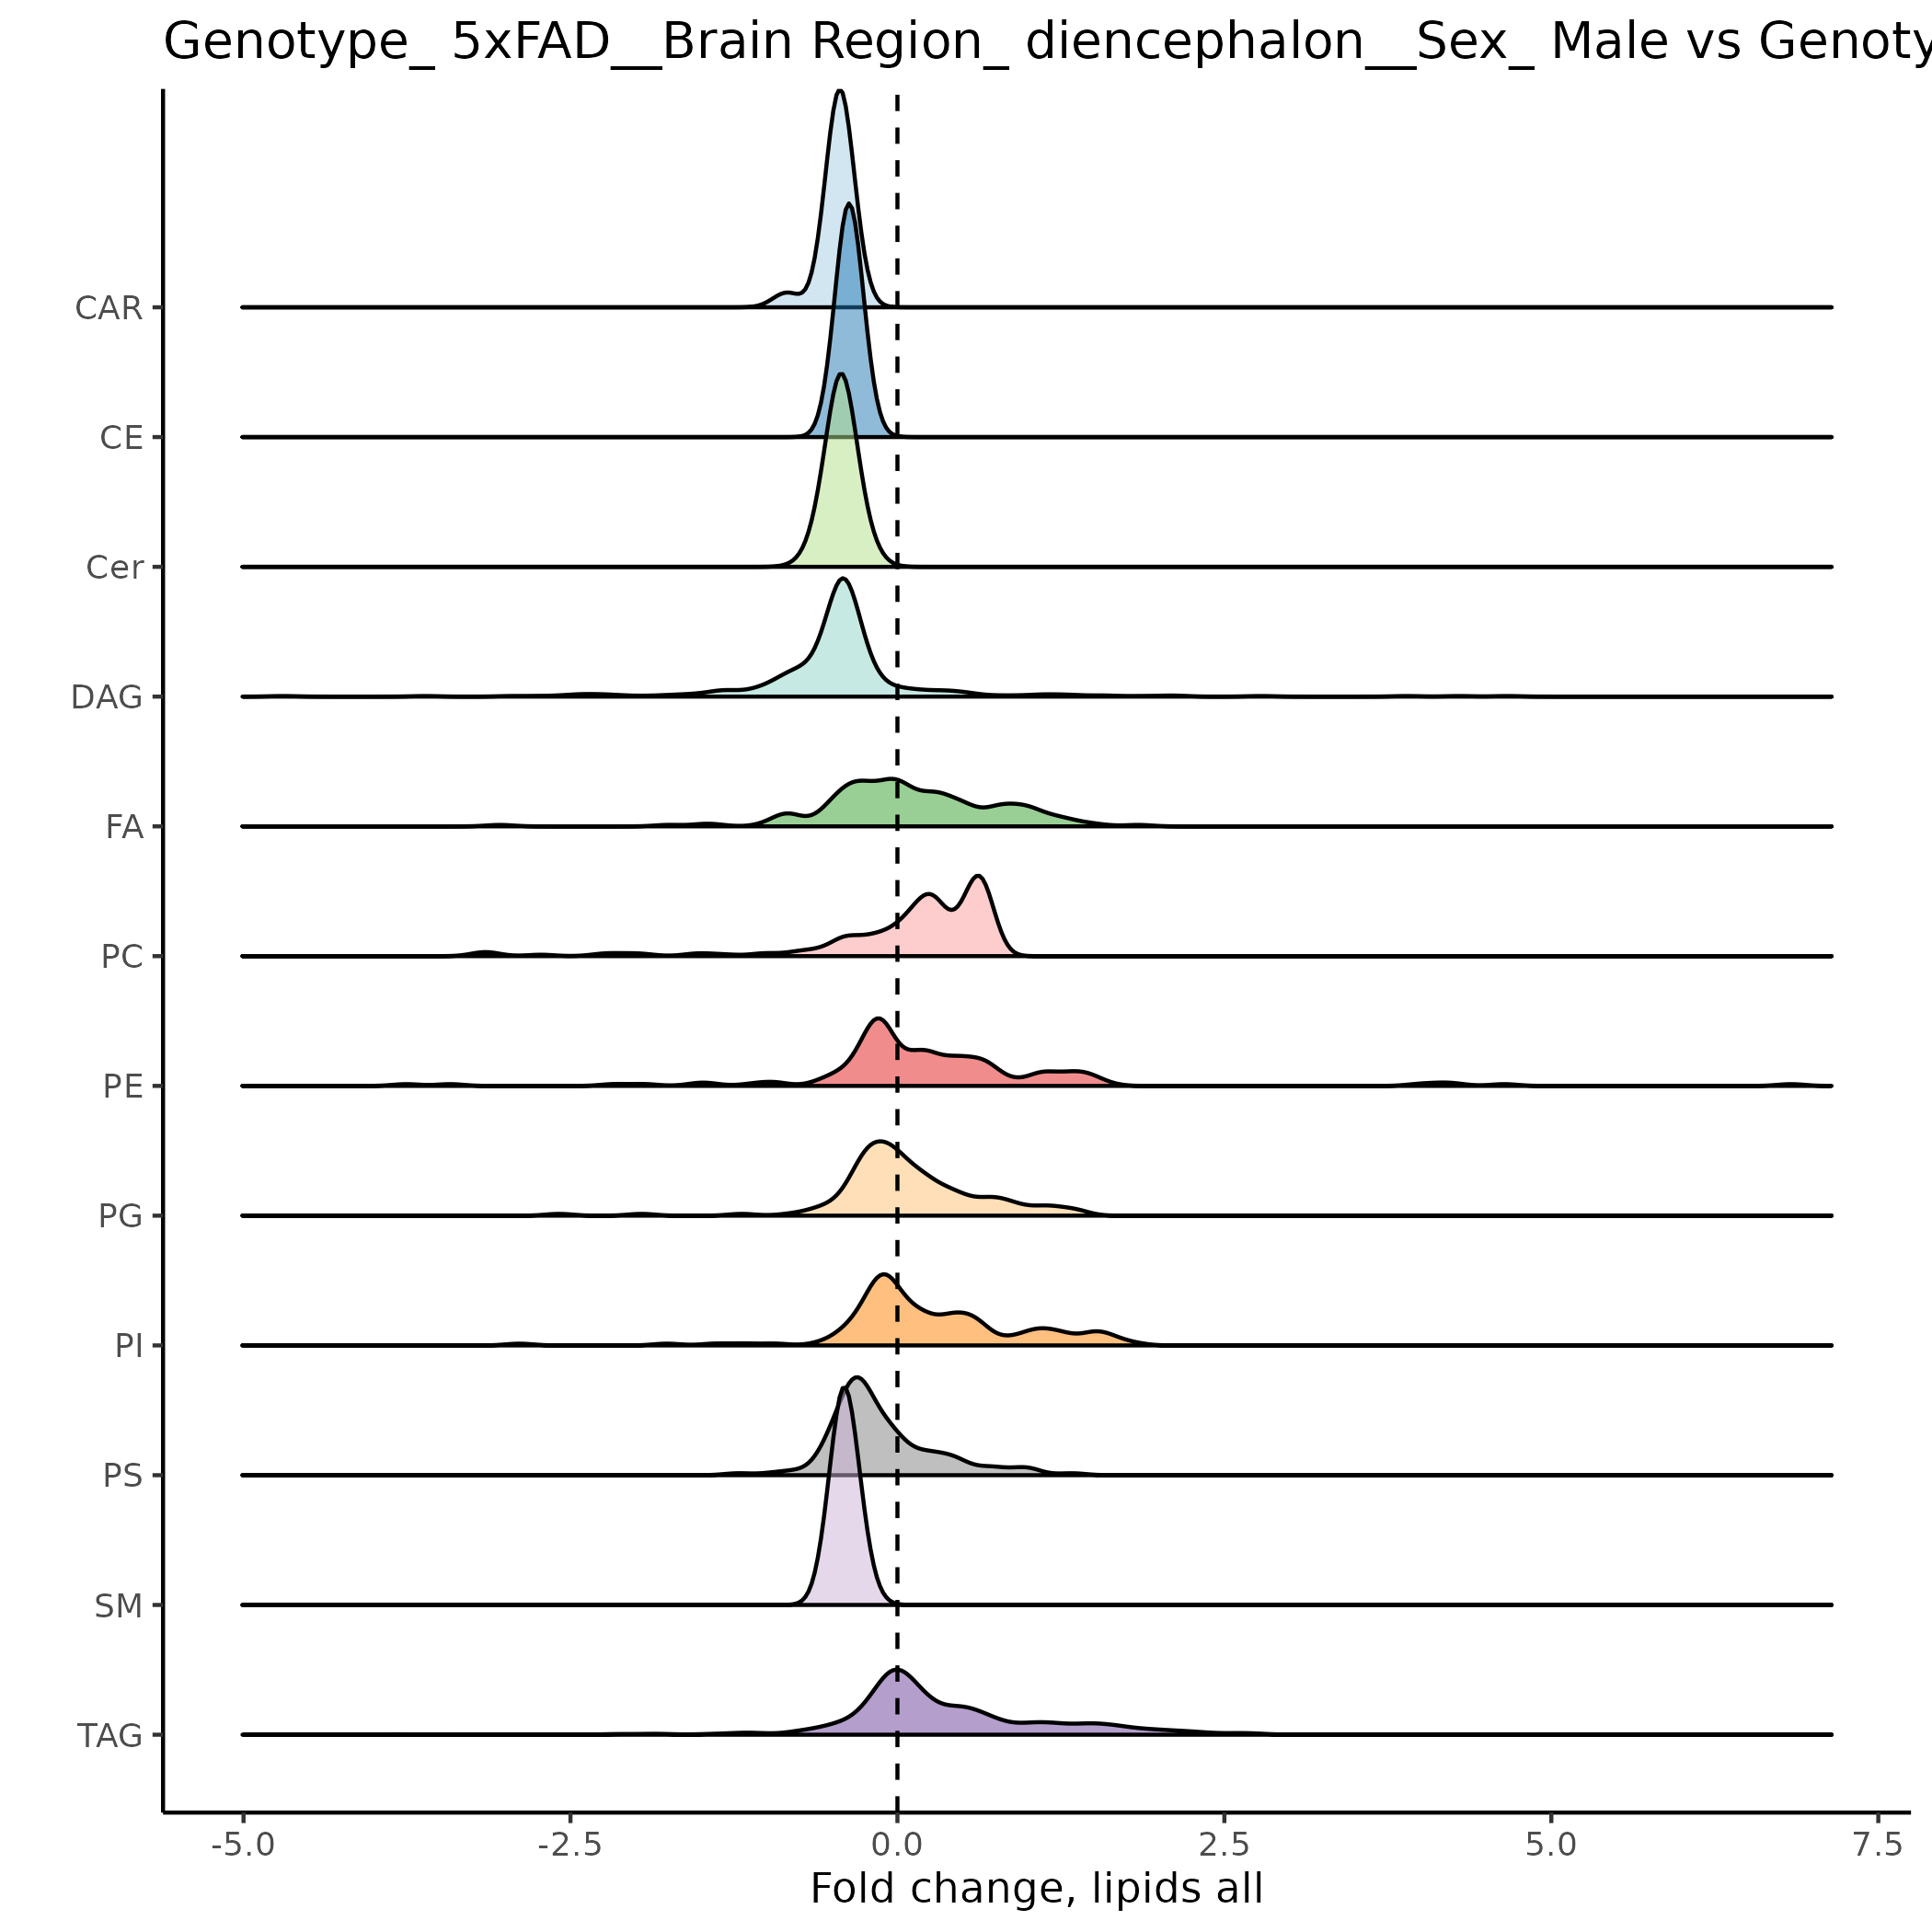 Genotype_ 5xFAD__Brain Region_ diencephalon__Sex_ Male vs Genoty
CAR
CE
Cer
DAG
FA
PC
PE
PG
PI
PS
SM
TAG
-5.0 -2.5 0.0 2.5 5.0 7.5
Fold change, lipids all